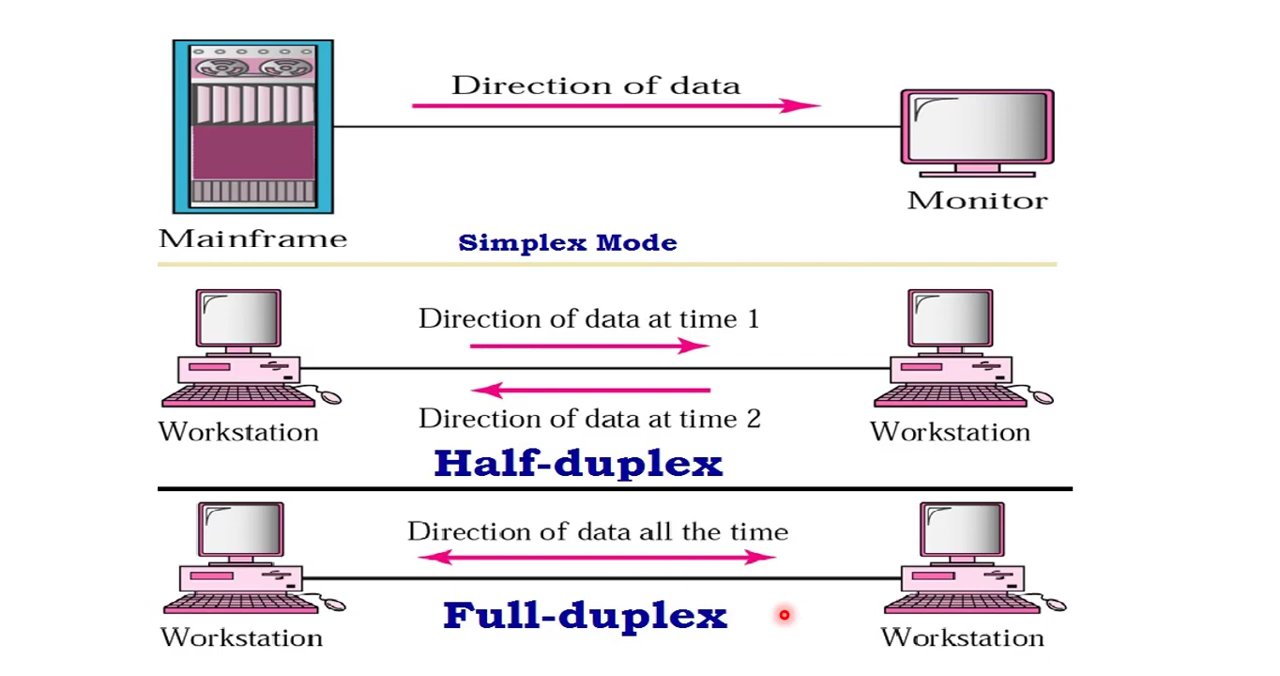 Direction of data
Monitor
Mainframe
Simplex Mode
Direction of data at time 1
Direction of data at time 2
Workstation
Workstation
Half-duplex
Direction of data all the time
Full-duplex
Workstation
Workstation